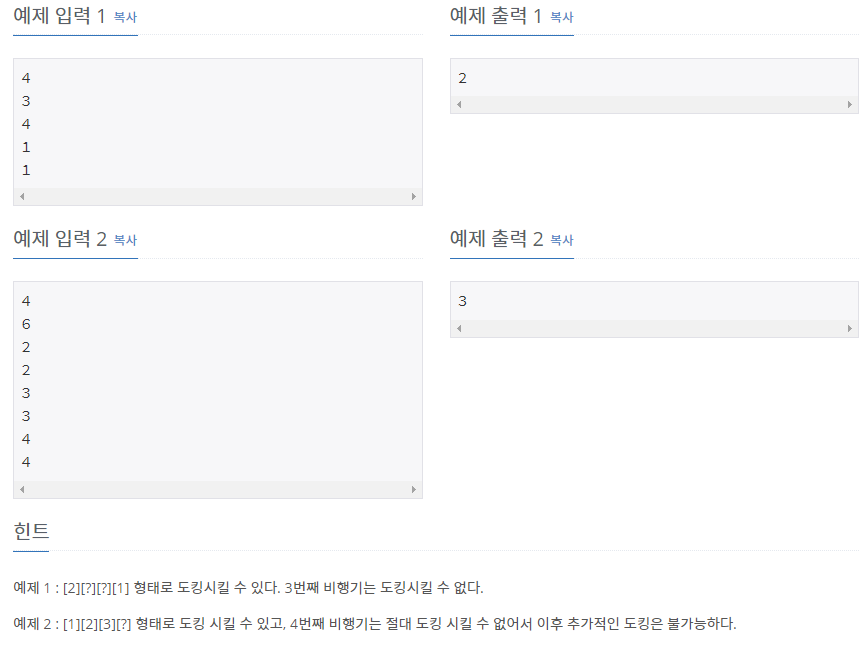 예제 입력 1 복사
예제 출력 1 복사
4
3
4
1
1
2
예제 입력 2 복사
예제 출력 2 복사
4
6
2
2
3
3
4
4
3
힌트
예제 1 : [2][?][?][1] 형태로 도킹시킬 수 있다. 3번째 비행기는 도킹시킬 수 없다.
예제 2 : [1][2][3][?] 형태로 도킹 시킬 수 있고, 4번째 비행기는 절대 도킹 시킬 수 없어서 이후 추가적인 도킹은 불가능하다.